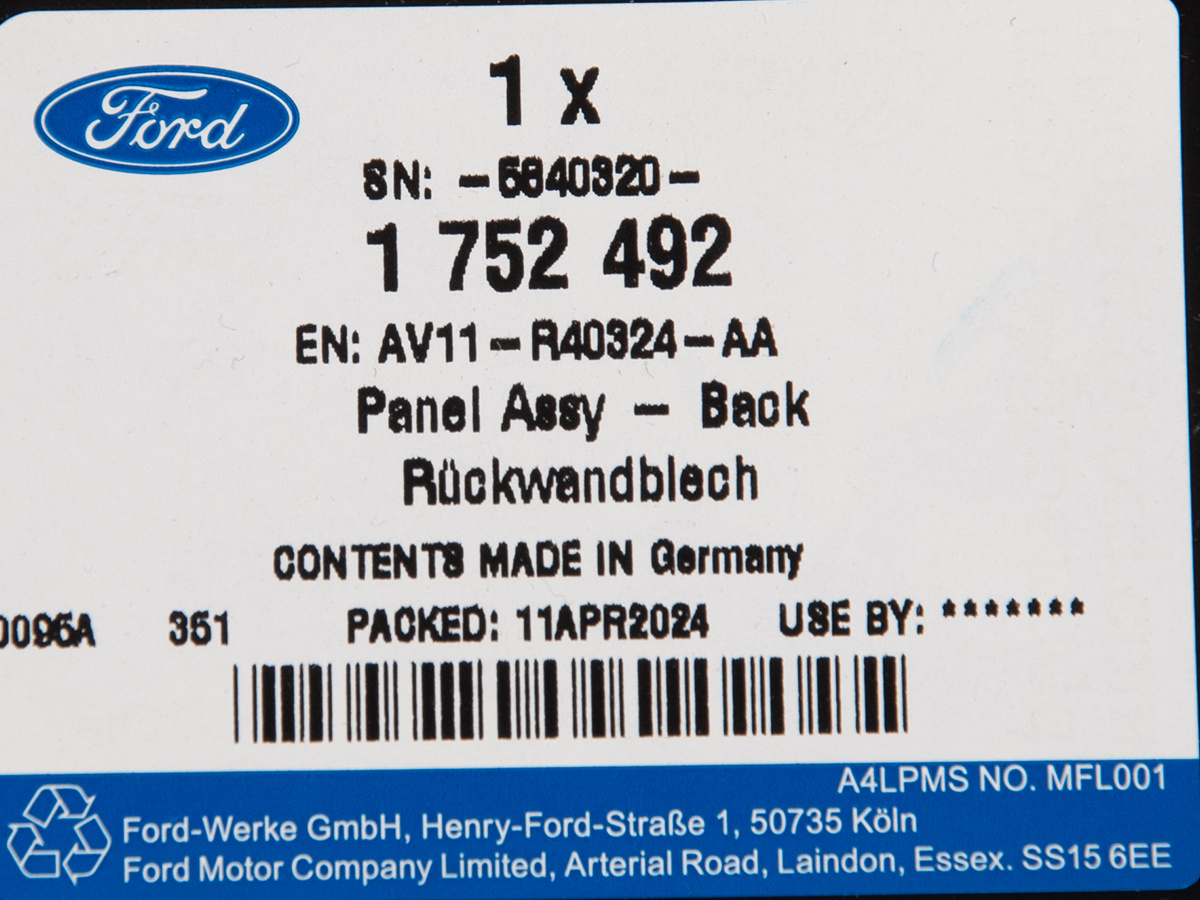 Ford
1 x
SN: -5840320-
1 752 492
EN: AV11-R40324-AA
Panel Assy - Back
Rückwandblech
CONTENTS MADE IN Germany
351 PACKED: 11APR2024 USE BY: *******
A4LPMS NO. MFL001
Ford-Werke GmbH, Henry-Ford-Straße 1, 50735 Köln
Ford Motor Company Limited, Arterial Road, Laindon, Essex. SS15 6EE